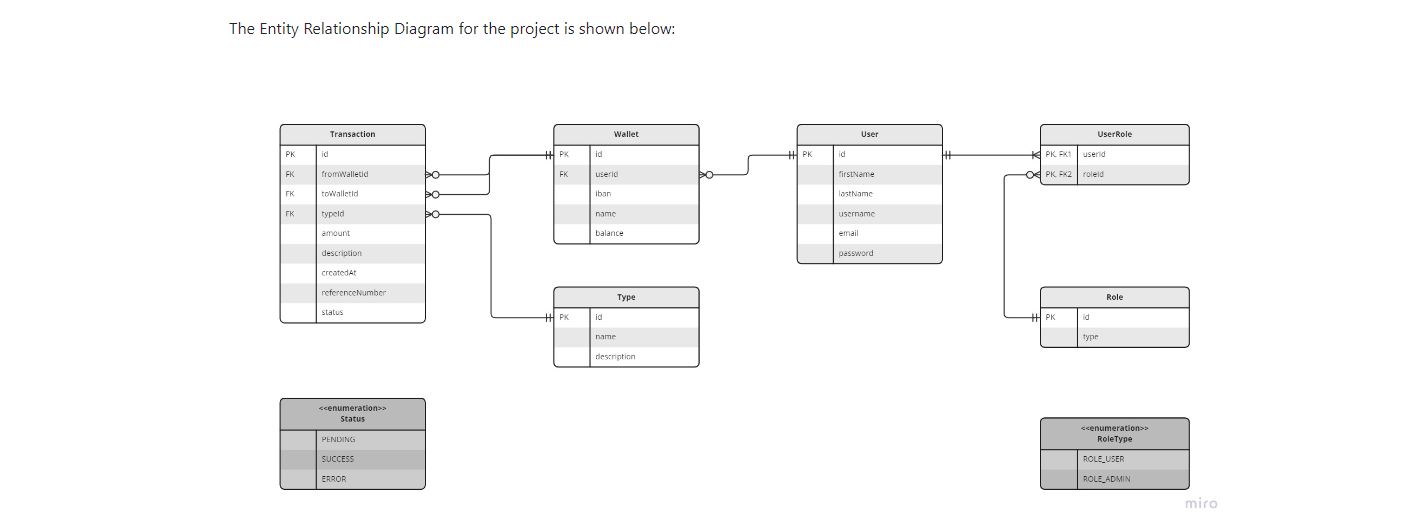 The Entity Relationship Diagram for the project is shown below:
Transaction
PK id
FK fromWalletId
FK toWalletId
FK typeId
amount
description
createdAt
referenceNumber
status
Wallet
PK id
FK userId
iban
name
balance
User
PK id
firstName
lastName
username
email
password
UserRole
PK, FK1 userId
PK, FK2 roleId
Type
PK id
name
description
Role
PK id
type
<<enumeration>>
Status
PENDING
SUCCESS
ERROR
<<enumeration>>
RoleType
ROLE_USER
ROLE_ADMIN
miro